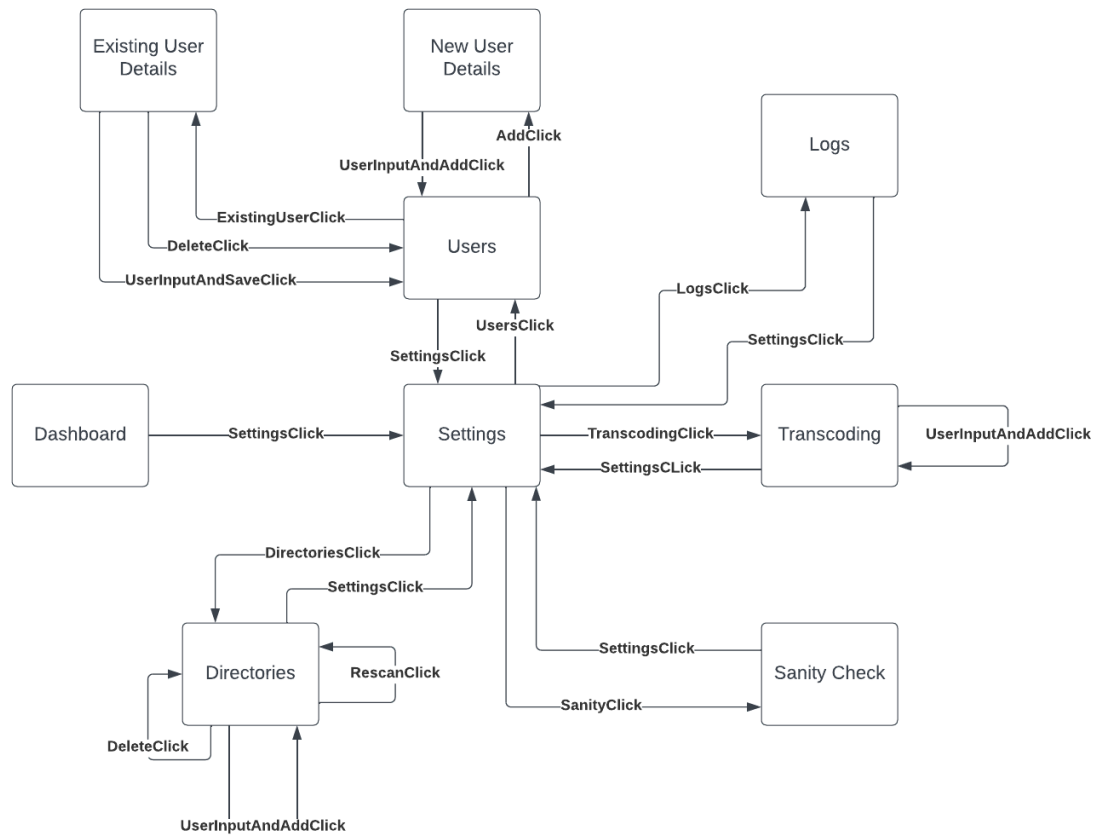 Existing User
Details
New User
Details
Logs
AddClick
UserInputAndAddClick
ExistingUserClick
DeleteClick
Users
UserInputAndSaveClick
LogsClick
UsersClick
SettingsClick
SettingsClick
Dashboard
SettingsClick
Settings
TranscodingClick
Transcoding
UserInputAndAddClick
SettingsCLick
DirectoriesClick
SettingsClick
SettingsClick
Directories
RescanClick
Sanity Check
SanityClick
DeleteClick
UserInputAndAddClick